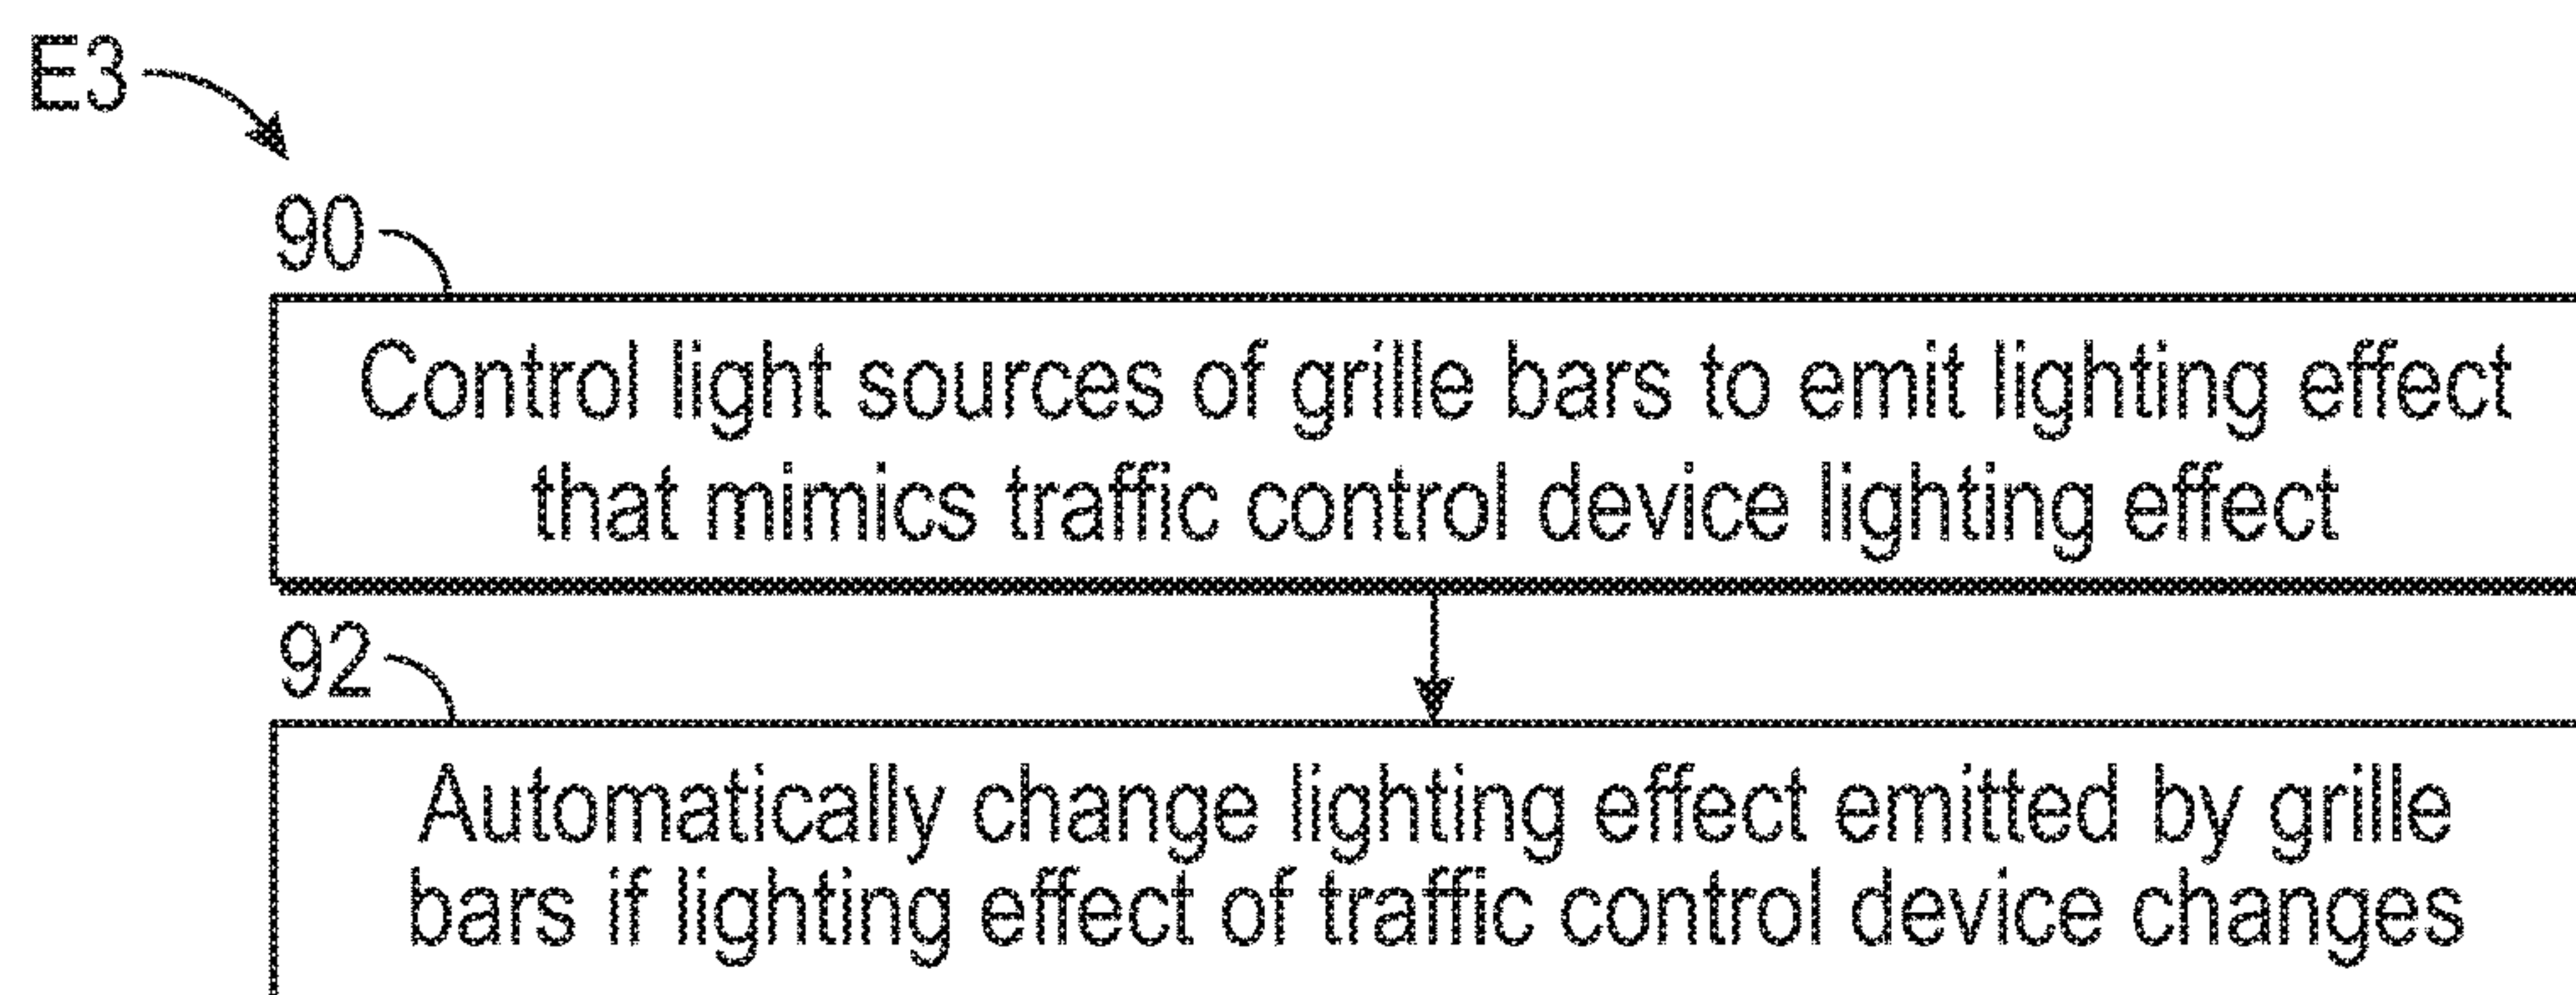 E3
90
Control light sources of grille bars to emit lighting effect
that mimics traffic control device lighting effect
92
Automatically change lighting effect emitted by grille
bars if lighting effect of traffic control device changes